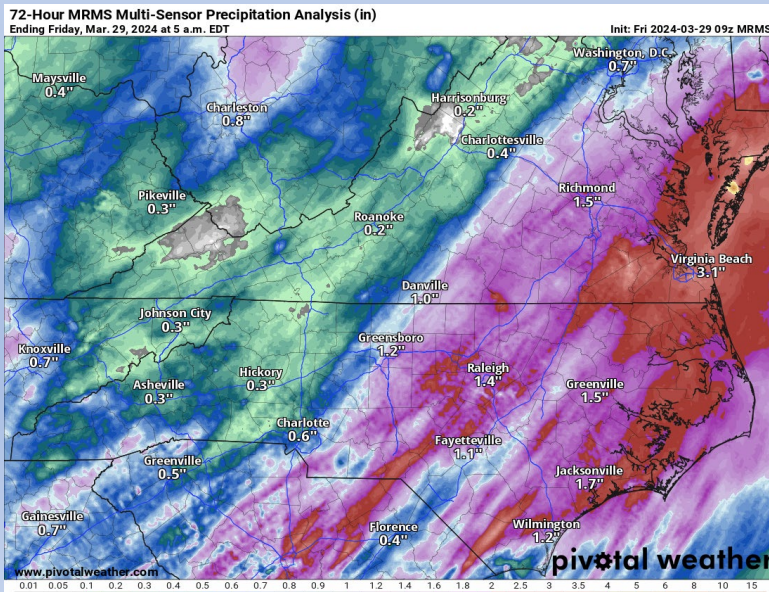 72-Hour MRMS Multi-Sensor Precipitation Analysis (in)
Ending Friday, Mar. 29, 2024 at 5 a.m. EDT
Init: Fri 2024-03-29 09z MRMS
Washington, D.C.
0.7"
Maysville
0.4"
Charleston
0.8"
Harrisonburg
0.2"
Charlottesville
0.4"
Pikeville
0.3"
Richmond
1.5"
Roanoke
0.2"
Virginia Beach
3.1"
Danville
1.0"
Johnson City
0.3"
Knoxville
0.7"
Greensboro
1.2"
Raleigh
1.4"
Hickory
0.3"
Asheville
0.3"
Greenville
1.5"
Charlotte
0.6"
Fayetteville
1.1"
Greenville
0.5"
Jacksonville
1.7"
Gainesville
0.7"
Florence
0.4"
Wilmington
1.2"
pivotal weather
www.pivotalweather.com
0.01 0.05 0.1 0.2 0.3 0.4 0.5 0.6 0.7 0.8 0.9 1 1.2 1.4 1.6 1.8 2 2.5 3 3.5 4 5 6 8 10 15